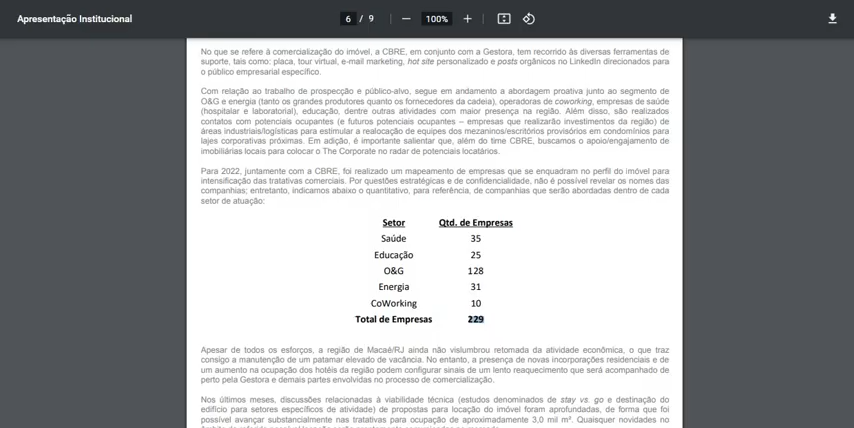 Apresentação Institucional
6 / 9
100%
No que se refere à comercialização do imóvel, a CBRE, em conjunto com a Gestora, tem recorrido às diversas ferramentas de
suporte, tais como: placa, tour virtual, e-mail marketing, hot site personalizado e posts orgânicos no LinkedIn direcionados para
o público empresarial específico.
Com relação ao trabalho de prospecção e público-alvo, segue em andamento a abordagem proativa junto ao segmento de
O&G e energia (tanto os grandes produtores quanto os fornecedores da cadeia), operadoras de coworking, empresas de saúde
(hospitalar e laboratorial), educação, dentre outras atividades com maior presença na região. Além disso, são realizados
contatos com potenciais ocupantes (e futuros potenciais ocupantes – empresas que realizarão investimentos da região) de
áreas industriais/logísticas para estimular a realocação de equipes dos mezaninos/escritórios provisórios em condomínios para
lajes corporativas próximas. Em adição, é importante salientar que, além do time CBRE, buscamos o apoio/engajamento de
imobiliárias locais para colocar o The Corporate no radar de potenciais locatários.
Para 2022, juntamente com a CBRE, foi realizado um mapeamento de empresas que se enquadram no perfil do imóvel para
intensificação das tratativas comerciais. Por questões estratégicas e de confidencialidade, não é possível revelar os nomes das
companhias; entretanto, indicamos abaixo o quantitativo, para referência, de companhias que serão abordadas dentro de cada
setor de atuação:
Setor Qtd. de Empresas
Saúde 35
Educação 25
O&G 128
Energia 31
CoWorking 10
Total de Empresas 229
Apesar de todos os esforços, a região de Macaé/RJ ainda não vislumbrou retomada da atividade econômica, o que traz
consigo a manutenção de um patamar elevado de vacância. No entanto, a presença de novas incorporações residenciais e de
um aumento na ocupação dos hotéis da região podem configurar sinais de um lento reaquecimento que será acompanhado de
perto pela Gestora e demais partes envolvidas no processo de comercialização.
Nos últimos meses, discussões relacionadas à viabilidade técnica (estudos denominados de stay vs. go e destinação do
edifício para setores específicos de atividade) de propostas para locação do imóvel foram aprofundadas, de forma que foi
possível avançar substancialmente nas tratativas para ocupação de aproximadamente 3,0 mil m². Quaisquer novidades no